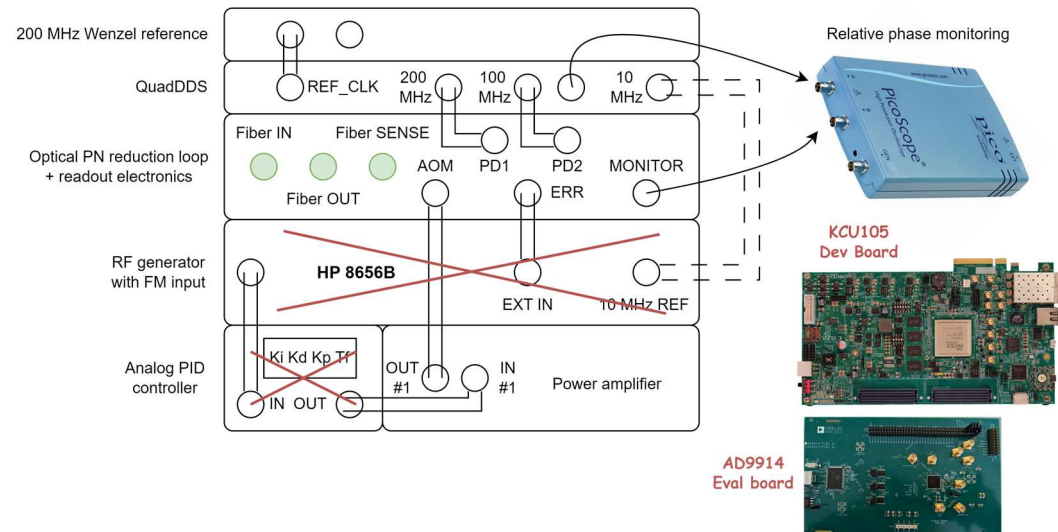 200 MHz Wenzel reference
QuadDDS
REF_CLK
200
MHz
100
MHz
10
MHz
Optical PN reduction loop
+ readout electronics
Fiber IN
Fiber SENSE
Fiber OUT
AOM
PD1
PD2
MONITOR
ERR
RF generator
with FM input
HP 8656B
EXT IN
10 MHz REF
Analog PID
controller
Ki Kd Kp Tf
IN
OUT
OUT
#1
IN
#1
Power amplifier
Relative phase monitoring
PicoScope
pico
KCU105
Dev Board
AD9914
Eval board